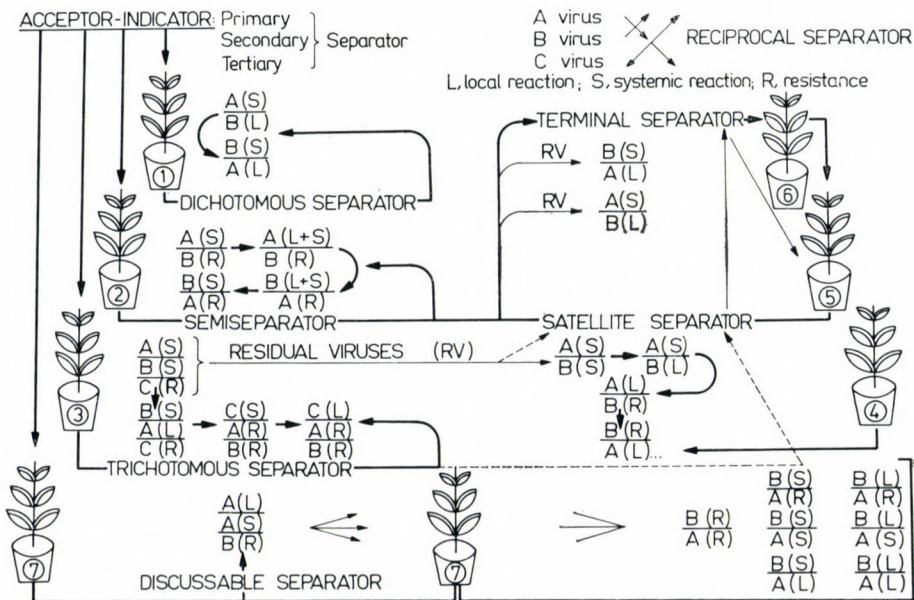 ACCEPTOR-INDICATOR: Primary
Secondary
Tertiary
Separator
A virus
B virus
C virus
RECIPROCAL SEPARATOR
L, local reaction; S, systemic reaction; R, resistance
A(S)
B(L)
B(S)
A(L)
①
DICHOTOMOUS SEPARATOR
TERMINAL SEPARATOR
RV
B(S)
A(L)
RV
A(S)
B(L)
⑥
⑤
A(S)
B(R)
A(L+S)
B(R)
B(S)
A(R)
B(L+S)
A(R)
②
SEMISEPARATOR
SATELLITE SEPARATOR
A(S)
B(S)
C(R)
RESIDUAL VIRUSES (RV)
A(S)
B(S)
A(S)
B(L)
A(L)
B(R)
B(R)
A(L)...
④
③
B(S)
A(L)
C(R)
C(S)
A(R)
B(R)
C(L)
A(R)
B(R)
TRICHOTOMOUS SEPARATOR
A(L)
A(S)
B(R)
B(R)
A(R)
B(S)
A(R)
B(S)
A(S)
B(S)
A(L)
B(L)
A(R)
B(L)
A(S)
B(L)
A(L)
⑦
⑦
DISCUSSABLE SEPARATOR